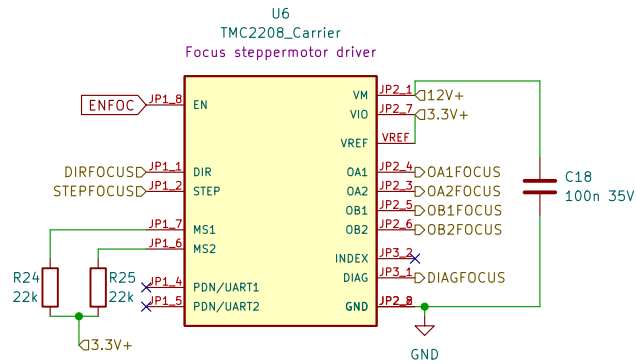 U6
TMC2208_Carrier
Focus steppermotor driver
ENFOC JP1_8 EN VM JP2_1 12V+
VIO JP2_7 3.3V+
VREF VREF
DIRFOCUS JP1_1 DIR OA1 JP2_4 OA1FOCUS
STEPFOCUS JP1_2 STEP OA2 JP2_3 OA2FOCUS
C18
100n 35V
OB1 JP2_5 OB1FOCUS
JP1_7 MS1 OB2 JP2_6 OB2FOCUS
JP1_6 MS2
INDEX JP3_2
R24
22k
R25
22k
JP1_4 PDN/UART1 DIAG JP3_1 DIAGFOCUS
JP1_5 PDN/UART2 GND
3.3V+
GND